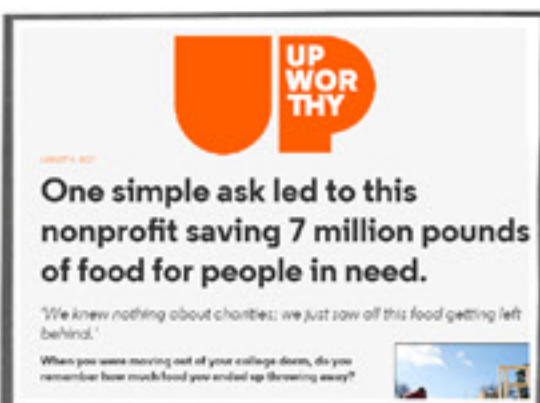 UP
WOR
THY
One simple ask led to this
nonprofit saving 7 million pounds
of food for people in need.
"We knew nothing about charities; we just saw all this food getting left
behind."
When you were moving out of your college dorm, do you
remember how much food you ended up throwing away?